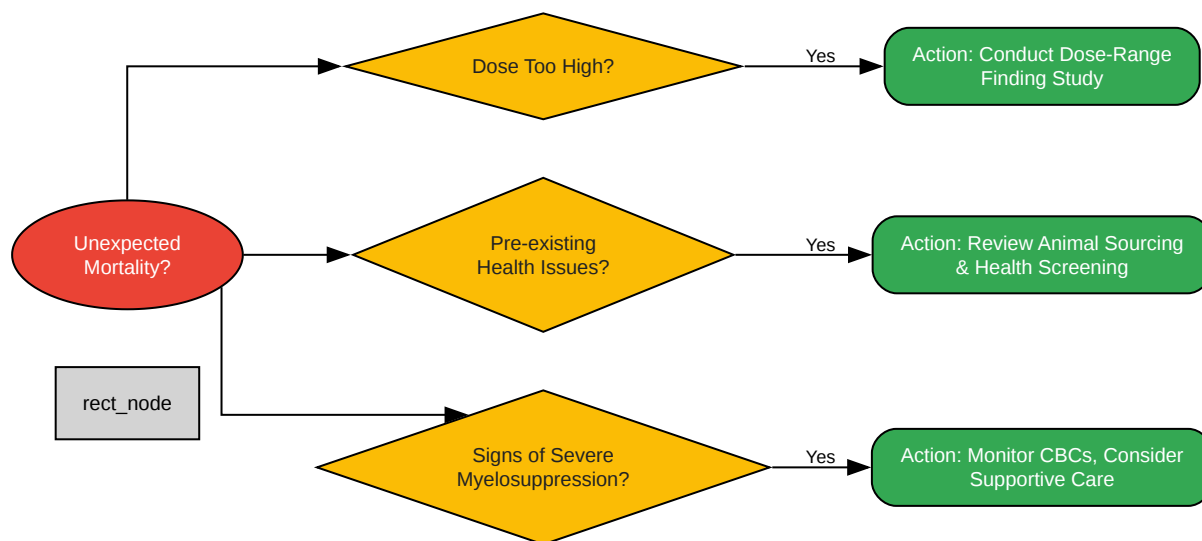 Dose Too High?
Yes
Action: Conduct Dose-Range
Finding Study
Unexpected
Mortality?
Pre-existing
Health Issues?
Yes
Action: Review Animal Sourcing
& Health Screening
rect_node
Signs of Severe
Myelosuppression?
Yes
Action: Monitor CBCs, Consider
Supportive Care